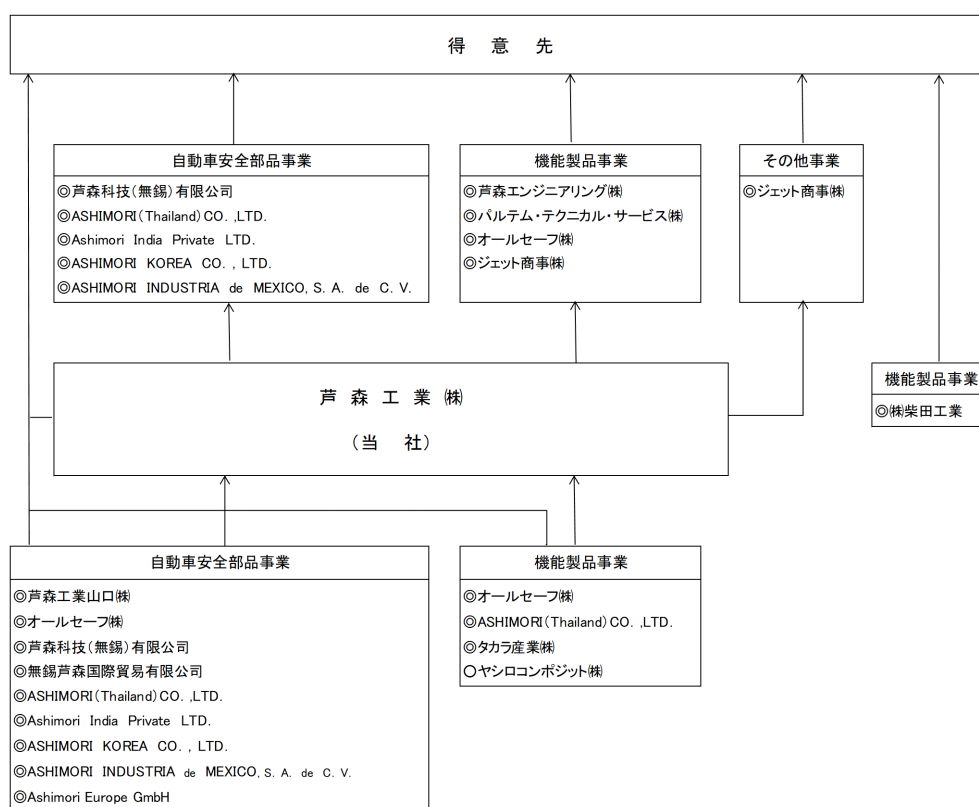 得 意 先
自動車安全部品事業
◎芦森科技(無錫)有限公司
◎ASHIMORI(Thailand)CO.,LTD.
◎Ashimori India Private LTD.
◎ASHIMORI KOREA CO., LTD.
◎ASHIMORI INDUSTRIA de MEXICO, S. A. de C. V.
機能製品事業
◎芦森エンジニアリング㈱
◎パルテム・テクニカル・サービス㈱
◎オールセーフ㈱
◎ジェット商事㈱
その他事業
◎ジェット商事㈱
芦 森 工 業 ㈱
(当 社)
機能製品事業
◎㈱柴田工業
自動車安全部品事業
◎芦森工業山口㈱
◎オールセーフ㈱
◎芦森科技(無錫)有限公司
◎無錫芦森国際貿易有限公司
◎ASHIMORI(Thailand)CO.,LTD.
◎Ashimori India Private LTD.
◎ASHIMORI KOREA CO., LTD.
◎ASHIMORI INDUSTRIA de MEXICO, S. A. de C. V.
◎Ashimori Europe GmbH
機能製品事業
◎オールセーフ㈱
◎ASHIMORI(Thailand)CO.,LTD.
◎タカラ産業㈱
○ヤシロコンポジット㈱